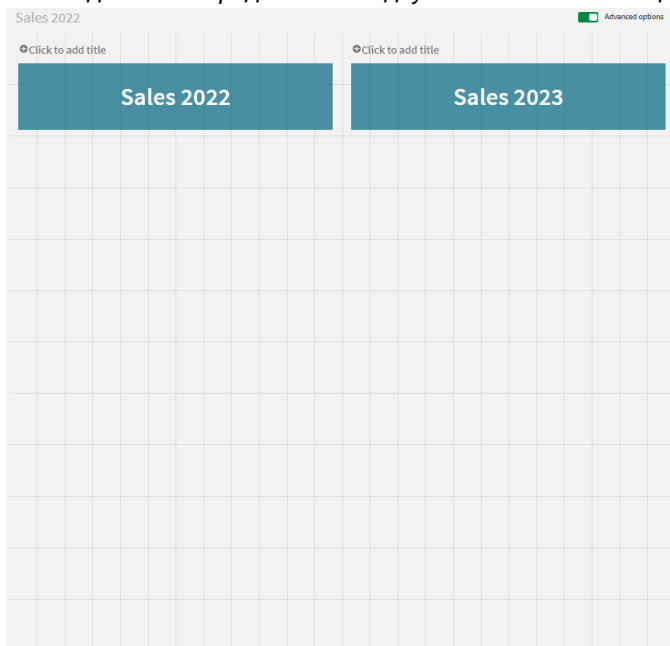 Sales 2022
Advanced options
Click to add title
Click to add title
Sales 2022
Sales 2023